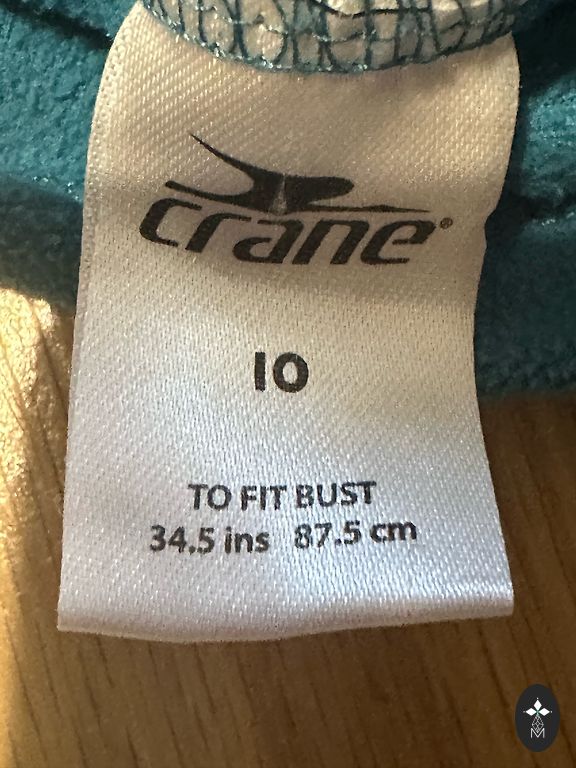 crane®
10
TO FIT BUST
34.5 ins 87.5 cm
M